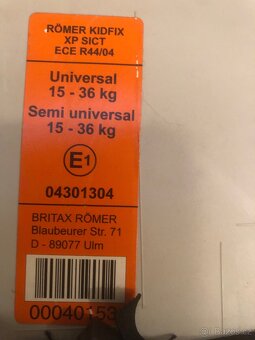 RÖMER KIDFIX
XP SICT
ECE R44/04
Universal
15 - 36 kg
Semi universal
15 - 36 kg
E1
04301304
BRITAX RÖMER
Blaubeurer Str. 71
D - 89077 Ulm